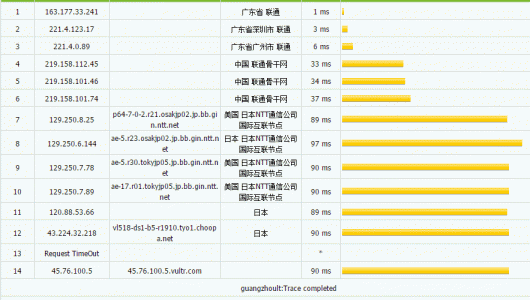 1 163.177.33.241 广东省 联通 1 ms
2 221.4.123.17 广东省深圳市 联通 3 ms
3 221.4.0.89 广东省广州市 联通 6 ms
4 219.158.112.45 中国 联通骨干网 33 ms
5 219.158.101.46 中国 联通骨干网 34 ms
6 219.158.101.74 中国 联通骨干网 37 ms
7 129.250.8.25 p64-7-0-2.r21.osakjp02.jp.bb.gin.ntt.net 美国 日本NTT通信公司国际互联节点 89 ms
8 129.250.6.144 ae-5.r23.osakjp02.jp.bb.gin.ntt.net 日本 日本NTT通信公司国际互联节点 97 ms
9 129.250.7.78 ae-5.r30.tokyjp05.jp.bb.gin.ntt.net 美国 日本NTT通信公司国际互联节点 90 ms
10 129.250.7.89 ae-17.r01.tokyjp05.jp.bb.gin.ntt.net 美国 日本NTT通信公司国际互联节点 90 ms
11 120.88.53.66 日本 89 ms
12 43.224.32.218 vl518-ds1-b5-r1910.tyo1.choopa.net 日本 90 ms
13 Request TimeOut *
14 45.76.100.5 45.76.100.5.vultr.com 90 ms
guangzhoult:Trace completed